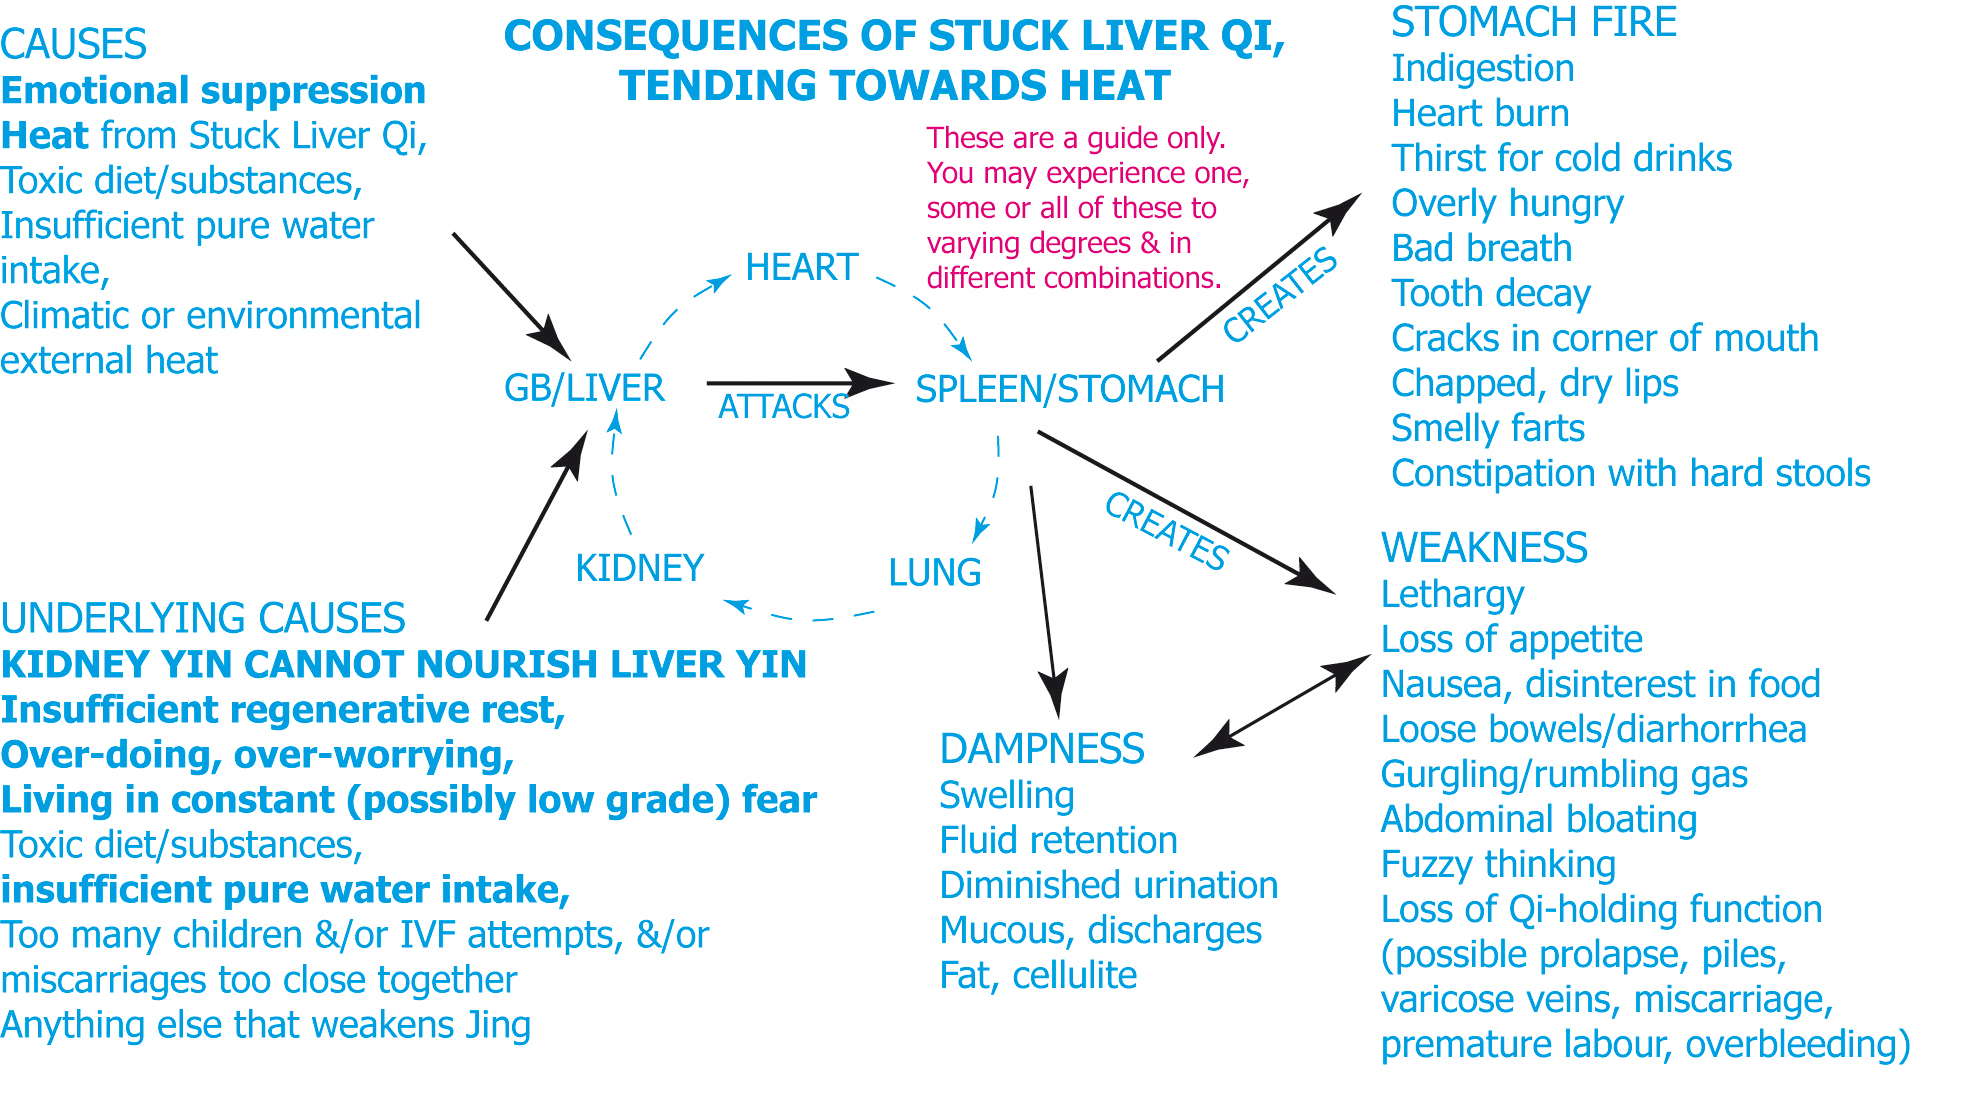 CONSEQUENCES OF STUCK LIVER QI,
TENDING TOWARDS HEAT
These are a guide only.
You may experience one,
some or all of these to
varying degrees & in
different combinations.
CAUSES
Emotional suppression
Heat from Stuck Liver Qi,
Toxic diet/substances,
Insufficient pure water
intake,
Climatic or environmental
external heat
HEART
GB/LIVER
ATTACKS
SPLEEN/STOMACH
KIDNEY
LUNG
CREATES
CREATES
UNDERLYING CAUSES
KIDNEY YIN CANNOT NOURISH LIVER YIN
Insufficient regenerative rest,
Over-doing, over-worrying,
Living in constant (possibly low grade) fear
Toxic diet/substances,
insufficient pure water intake,
Too many children &/or IVF attempts, &/or
miscarriages too close together
Anything else that weakens Jing
DAMPNESS
Swelling
Fluid retention
Diminished urination
Mucous, discharges
Fat, cellulite
STOMACH FIRE
Indigestion
Heart burn
Thirst for cold drinks
Overly hungry
Bad breath
Tooth decay
Cracks in corner of mouth
Chapped, dry lips
Smelly farts
Constipation with hard stools
WEAKNESS
Lethargy
Loss of appetite
Nausea, disinterest in food
Loose bowels/diarhorrhea
Gurgling/rumbling gas
Abdominal bloating
Fuzzy thinking
Loss of Qi-holding function
(possible prolapse, piles,
varicose veins, miscarriage,
premature labour, overbleeding)